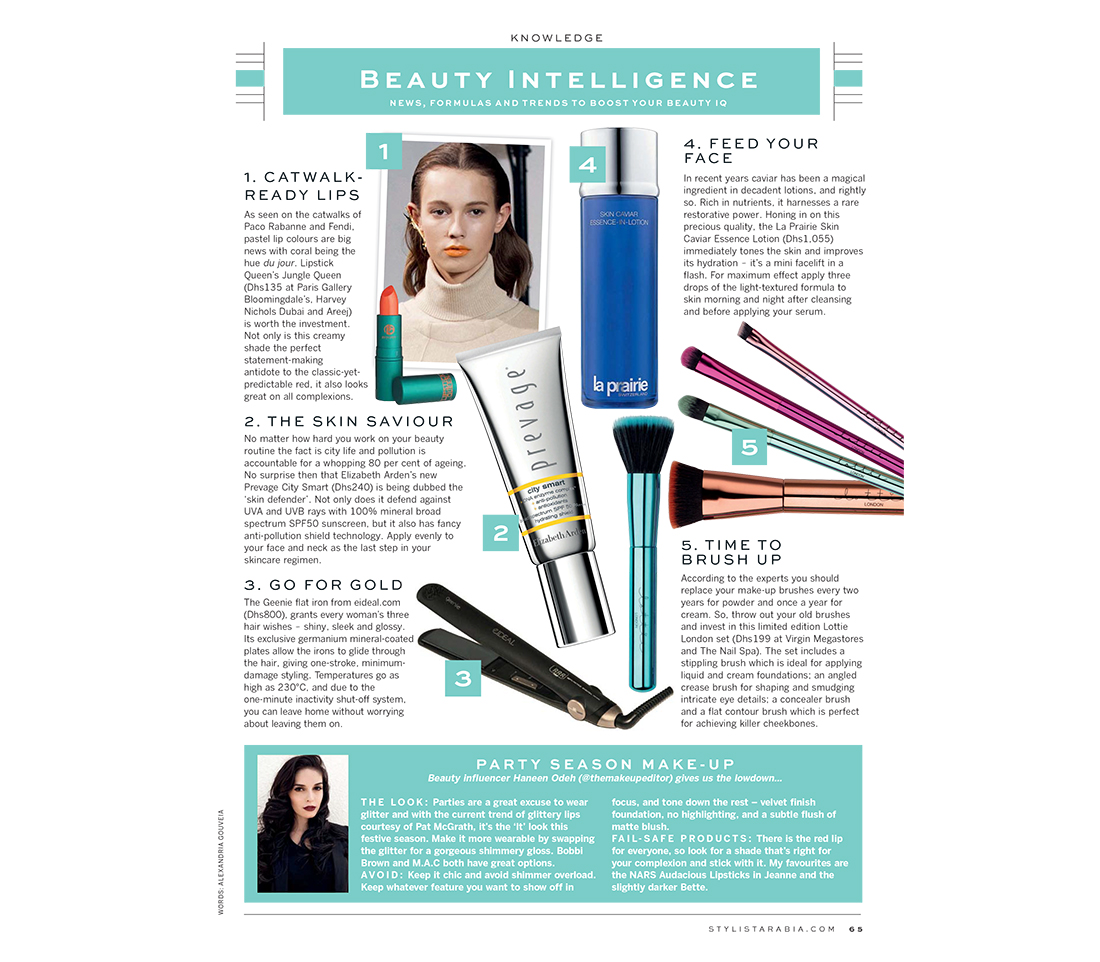 KNOWLEDGE
BEAUTY INTELLIGENCE
NEWS, FORMULAS AND TRENDS TO BOOST YOUR BEAUTY IQ
1
1. CATWALK-
READY LIPS
As seen on the catwalks of
Paco Rabanne and Fendi,
pastel lip colours are big
news with coral being the
hue du jour. Lipstick
Queen's Jungle Queen
(Dhs135 at Paris Gallery
Bloomingdale's, Harvey
Nichols Dubai and Areej)
is worth the investment.
Not only is this creamy
shade the perfect
statement-making
antidote to the classic-yet-
predictable red, it also looks
great on all complexions.
2. THE SKIN SAVIOUR
No matter how hard you work on your beauty
routine the fact is city life and pollution is
accountable for a whopping 80 per cent of ageing.
No surprise then that Elizabeth Arden's new
Prevage City Smart (Dhs240) is being dubbed the
'skin defender'. Not only does it defend against
UVA and UVB rays with 100% mineral broad
spectrum SPF50 sunscreen, but it also has fancy
anti-pollution shield technology. Apply evenly to
your face and neck as the last step in your
skincare regimen.
3. GO FOR GOLD
The Geenie flat iron from eideal.com
(Dhs800), grants every woman's three
hair wishes – shiny, sleek and glossy.
Its exclusive germanium mineral-coated
plates allow the irons to glide through
the hair, giving one-stroke, minimum-
damage styling. Temperatures go as
high as 230°C, and due to the
one-minute inactivity shut-off system,
you can leave home without worrying
about leaving them on.
4
SKIN CAVIAR
ESSENCE-IN-LOTION
la prairie
SWITZERLAND
prevage®
city smart
anti-pollution
antioxidants
hydrating shield
Elizabeth Arden
2
EIDEAL
3
4. FEED YOUR
FACE
In recent years caviar has been a magical
ingredient in decadent lotions, and rightly
so. Rich in nutrients, it harnesses a rare
restorative power. Honing in on this
precious quality, the La Prairie Skin
Caviar Essence Lotion (Dhs1,055)
immediately tones the skin and improves
its hydration – it's a mini facelift in a
flash. For maximum effect apply three
drops of the light-textured formula to
skin morning and night after cleansing
and before applying your serum.
5
LONDON
5. TIME TO
BRUSH UP
According to the experts you should
replace your make-up brushes every two
years for powder and once a year for
cream. So, throw out your old brushes
and invest in this limited edition Lottie
London set (Dhs199 at Virgin Megastores
and The Nail Spa). The set includes a
stippling brush which is ideal for applying
liquid and cream foundations; an angled
crease brush for shaping and smudging
intricate eye details; a concealer brush
and a flat contour brush which is perfect
for achieving killer cheekbones.
PARTY SEASON MAKE-UP
Beauty influencer Haneen Odeh (@themakeupeditor) gives us the lowdown...
THE LOOK: Parties are a great excuse to wear
glitter and with the current trend of glittery lips
courtesy of Pat McGrath, it's the 'it' look this
festive season. Make it more wearable by swapping
the glitter for a gorgeous shimmery gloss. Bobbi
Brown and M.A.C both have great options.
AVOID: Keep it chic and avoid shimmer overload.
Keep whatever feature you want to show off in
focus, and tone down the rest – velvet finish
foundation, no highlighting, and a subtle flush of
matte blush.
FAIL-SAFE PRODUCTS: There is the red lip
for everyone, so look for a shade that's right for
your complexion and stick with it. My favourites are
the NARS Audacious Lipsticks in Jeanne and the
slightly darker Bette.
WORDS: ALEXANDRIA GOUVEIA
STYLISTARABIA.COM 65